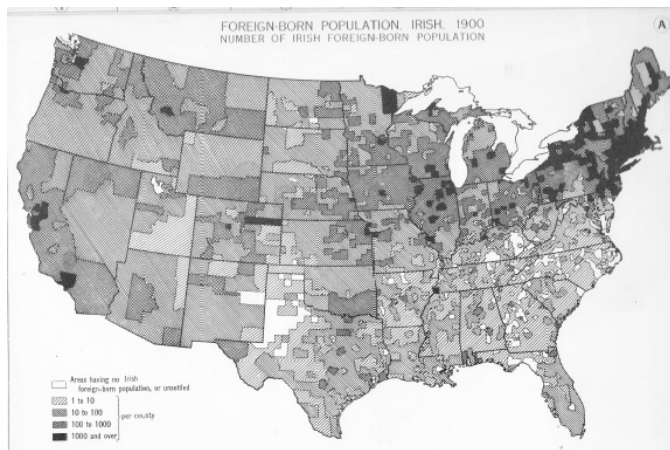 FOREIGN-BORN POPULATION, IRISH, 1900
NUMBER OF IRISH FOREIGN-BORN POPULATION
A
Areas having no Irish
foreign-born population, or unsettled
1 to 10
10 to 100
100 to 1000
1000 and over
per county